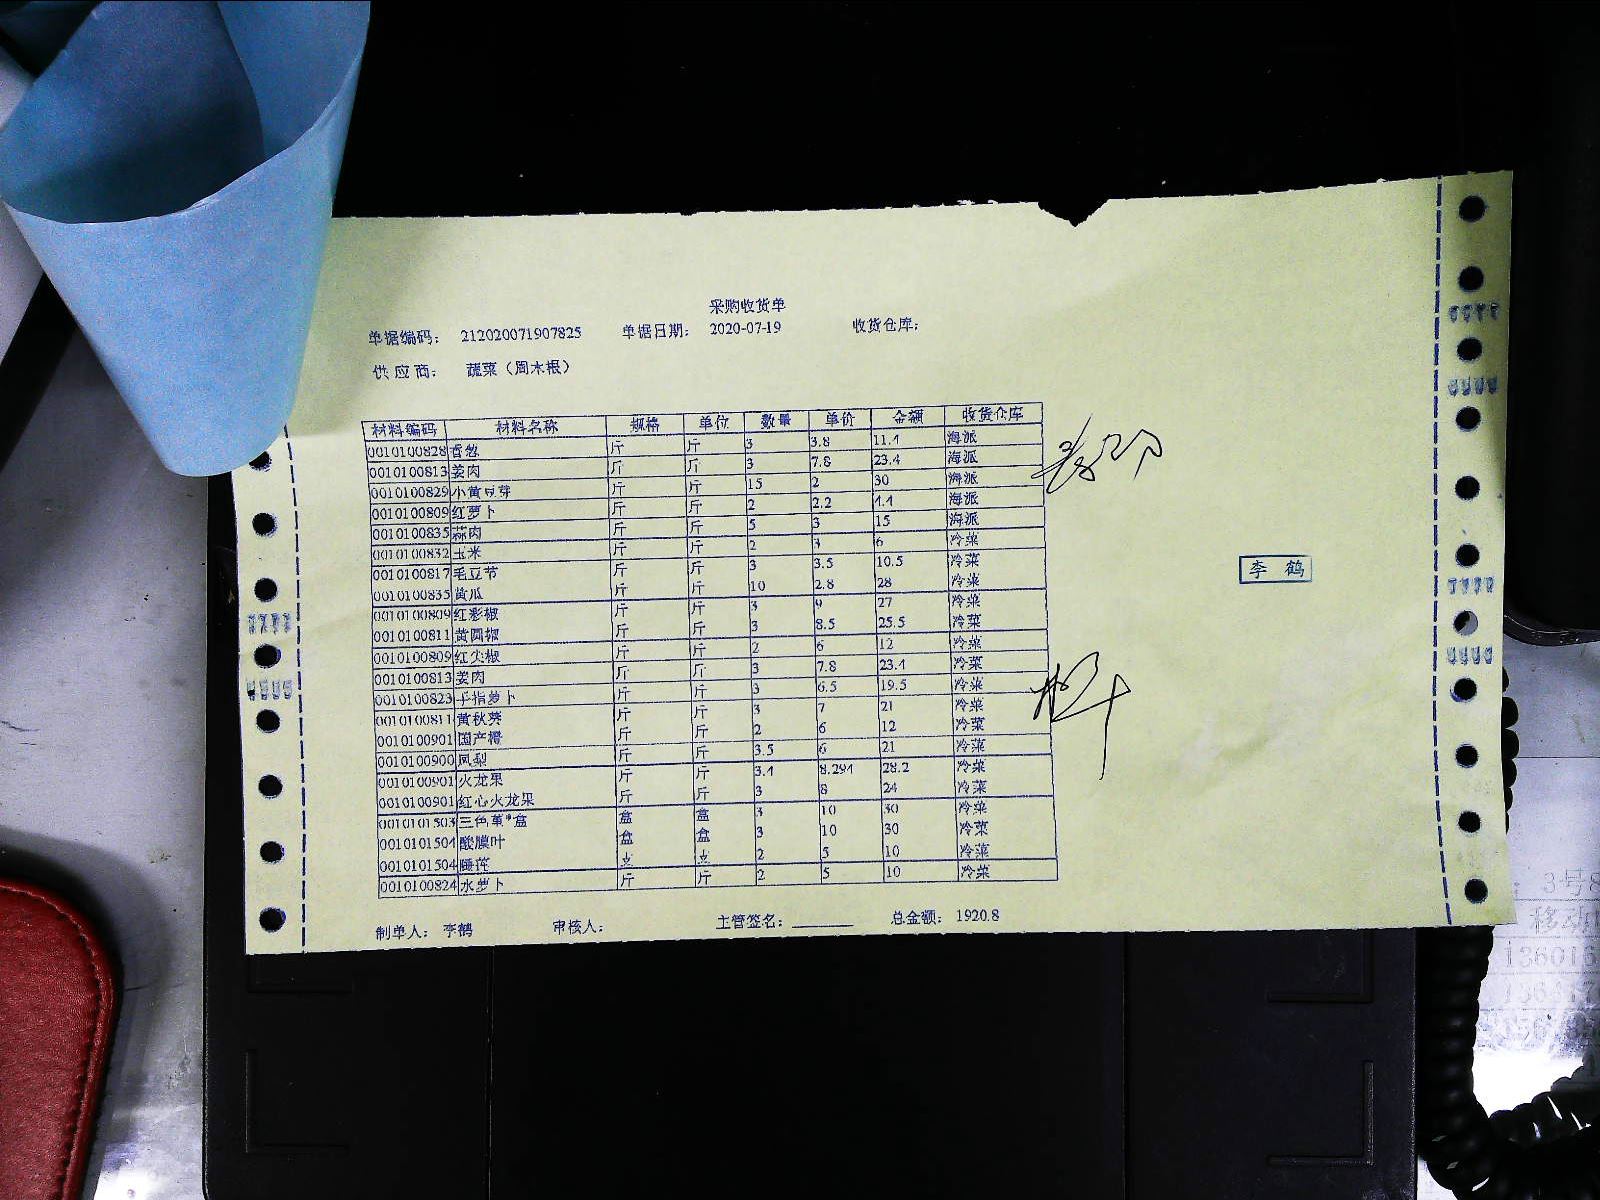 采购收货单
单据编码： 212020071907825 单据日期： 2020-07-19 收货仓库：
供应商： 蔬菜（周木根）
材料编码 材料名称 规格 单位 数量 单价 金额 收货仓库
0010100828 香葱 斤 斤 3 3.8 11.4 海派
0010100813 姜肉 斤 斤 3 7.8 23.4 海派
0010100829 小黄豆芽 斤 斤 15 2 30 海派
0010100809 红萝卜 斤 斤 2 2.2 4.4 海派
0010100835 蒜肉 斤 斤 5 3 15 海派
0010100832 玉米 斤 斤 2 3 6 冷菜
0010100817 毛豆节 斤 斤 3 3.5 10.5 冷菜
0010100835 黄瓜 斤 斤 10 2.8 28 冷菜
0010100809 红彩椒 斤 斤 3 9 27 冷菜
0010100811 黄圆椒 斤 斤 3 8.5 25.5 冷菜
0010100809 红尖椒 斤 斤 2 6 12 冷菜
0010100813 姜肉 斤 斤 3 7.8 23.4 冷菜
0010100823 手指萝卜 斤 斤 3 6.5 19.5 冷菜
0010100811 黄秋葵 斤 斤 3 7 21 冷菜
0010100901 国产橙 斤 斤 2 6 12 冷菜
0010100900 凤梨 斤 斤 3.5 6 21 冷菜
0010100901 火龙果 斤 斤 3.4 8.294 28.2 冷菜
0010100901 红心火龙果 斤 斤 3 8 24 冷菜
0010101503 三色堇*盒 盒 盒 3 10 30 冷菜
0010101504 酸膜叶 盒 盒 3 10 30 冷菜
0010101504 睡莲 点 点 2 5 10 冷菜
0010100824 水萝卜 斤 斤 2 5 10 冷菜
制单人： 李鹤 审核人： 主管签名： 总金额： 1920.8
李 鹤
3号
移动
136016